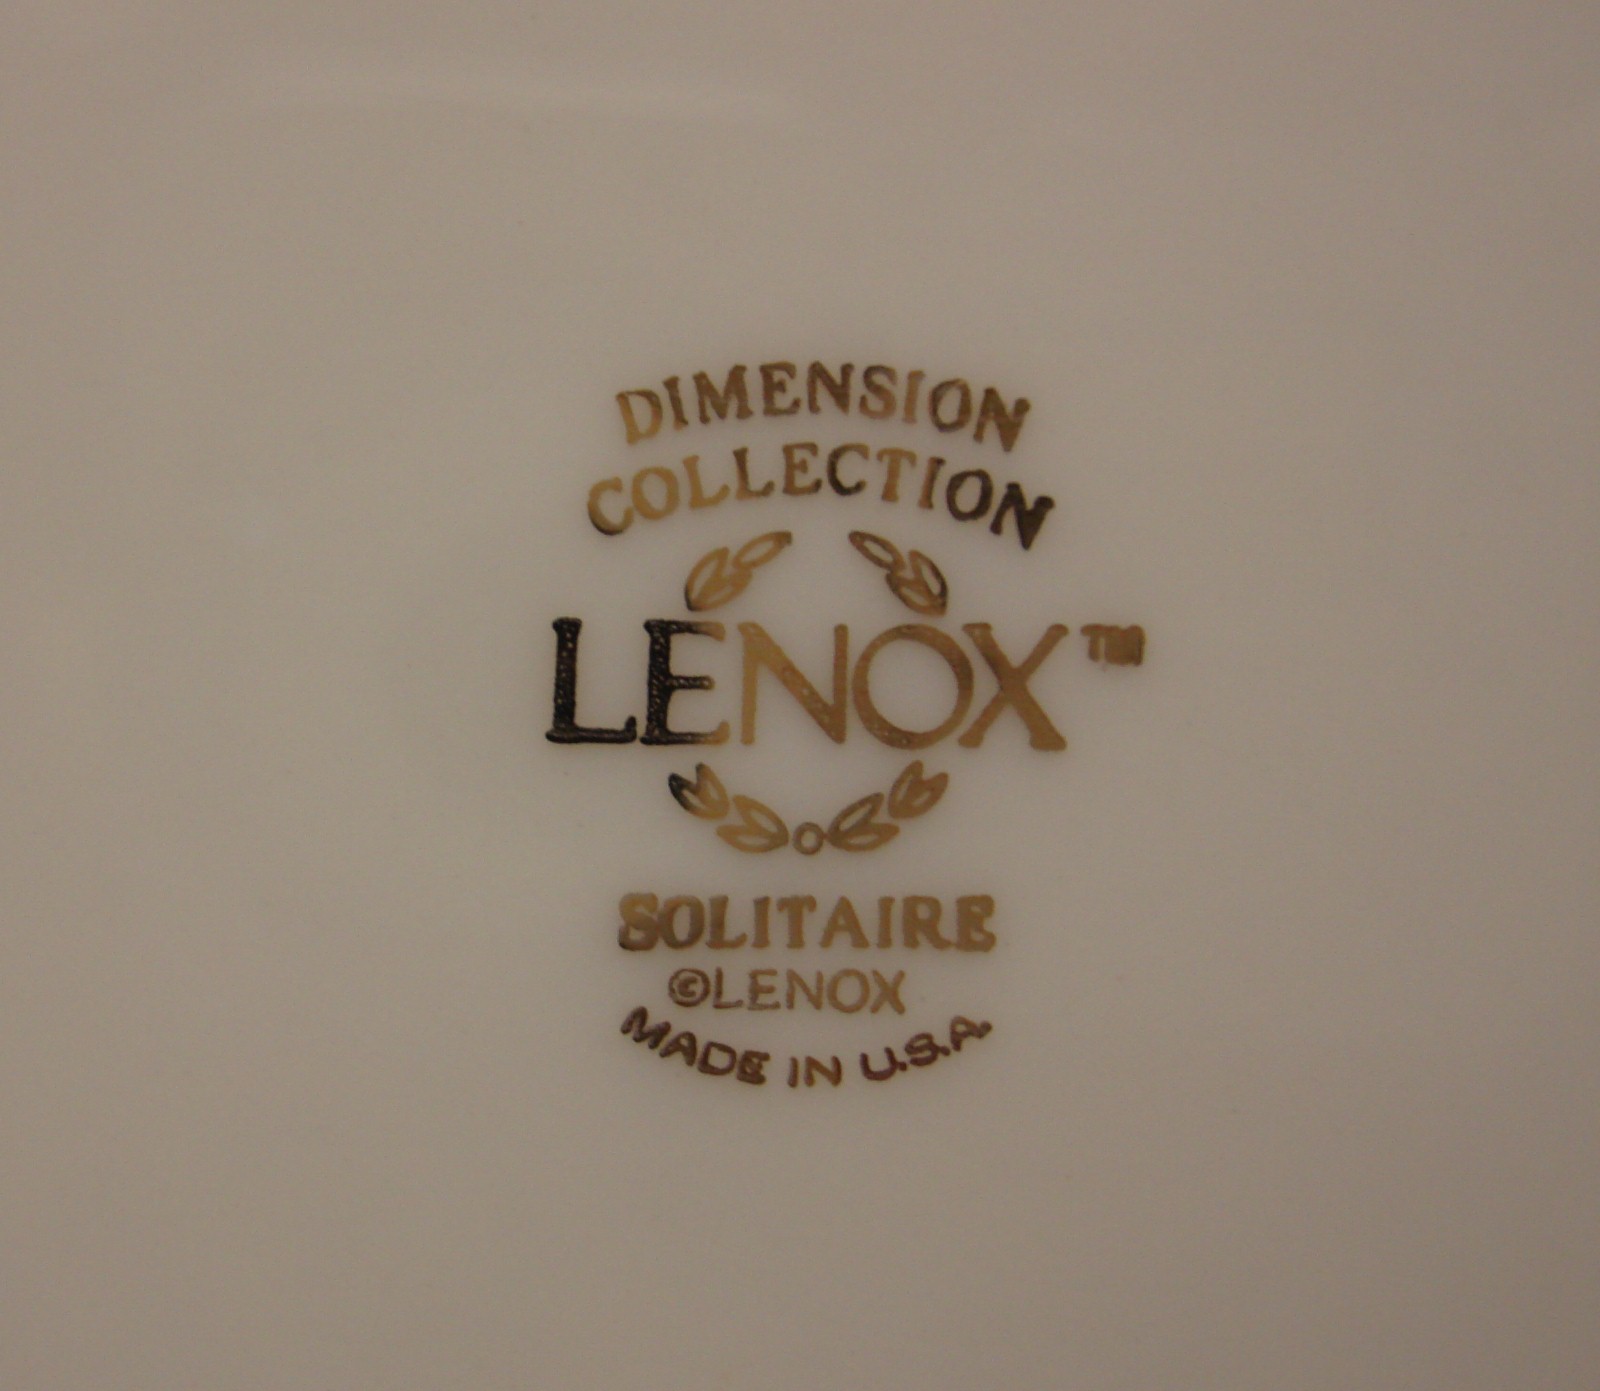 DIMENSION
COLLECTION
LENOX™
SOLITAIRE
©LENOX
MADE IN U.S.A.